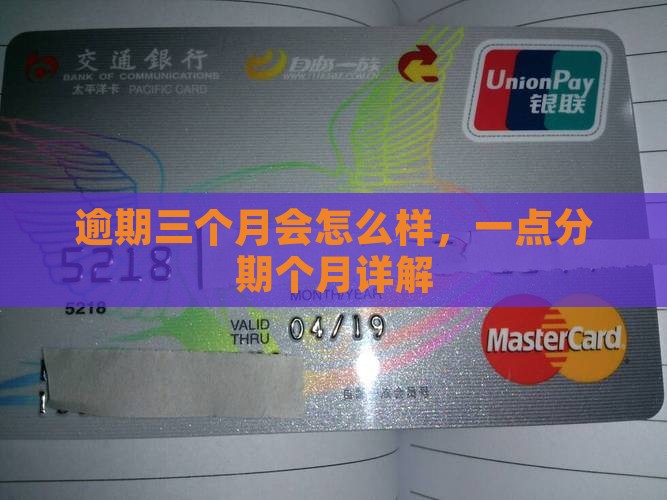 交通銀行
BANK OF COMMUNICATIONS
太平洋卡 PACIFIC CARD
自由一族
UnionPay
银联
逾期三个月会怎么样，一点分
期个月详解
5218
MONTH/YEAR
5218
VALID
THRU
04/19
MasterCard